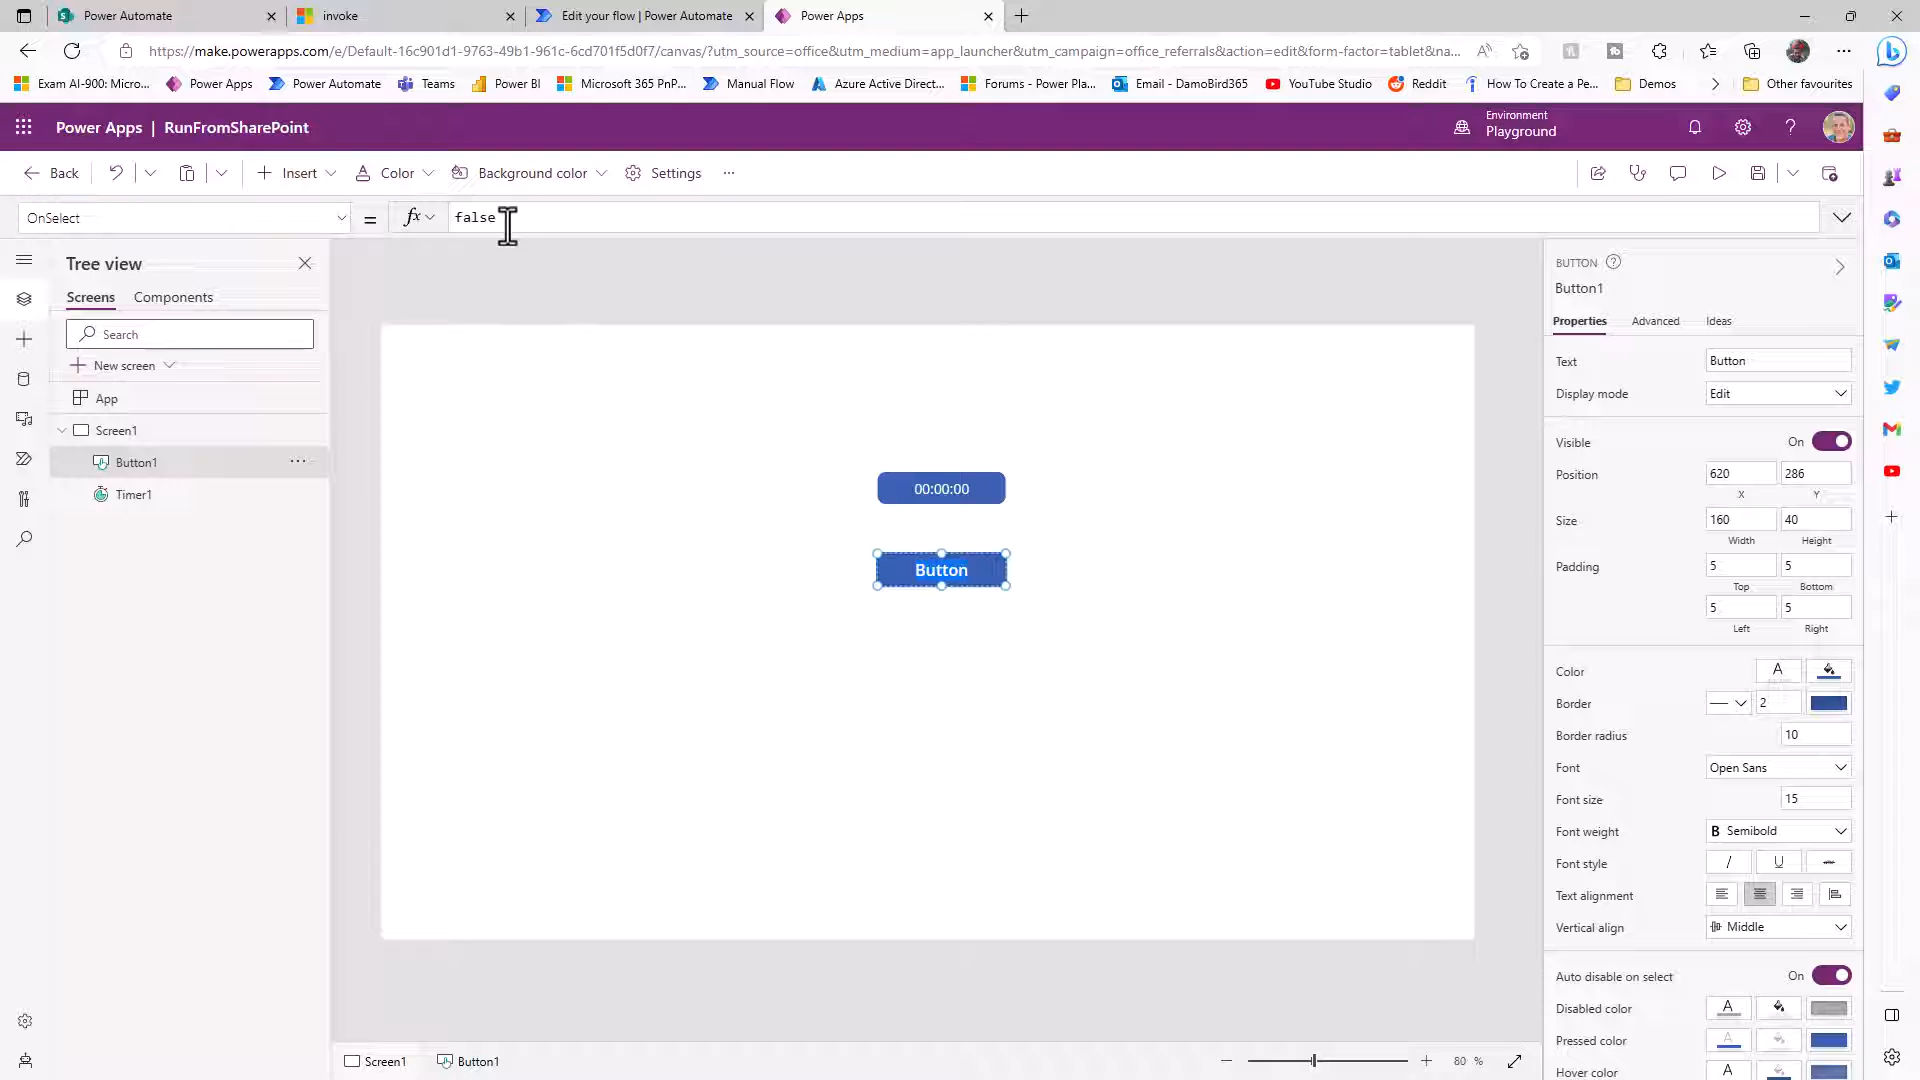 Power Automate
invoke
Edit your flow | Power Automate
Power Apps
https://make.powerapps.com/e/Default-16c901d1-9763-49b1-961c-6cd701f5d0f7/canvas/?utm_source=office&utm_medium=app_launcher&utm_campaign=office_referrals&action=edit&form-factor=tablet&na...
Exam AI-900: Micro...
Power Apps
Power Automate
Teams
Power BI
Microsoft 365 PnP...
Manual Flow
Azure Active Direct...
Forums - Power Pla...
Email - DamoBird365
YouTube Studio
Reddit
How To Create a Pe...
Demos
Other favourites
Power Apps | RunFromSharePoint
Environment
Playground
Back
Insert
Color
Background color
Settings
OnSelect
=
fx
false
Tree view
Screens
Components
Search
New screen
App
Screen1
Button1
Timer1
00:00:00
Button
BUTTON
Button1
Properties
Advanced
Ideas
Text
Button
Display mode
Edit
Visible
On
Position
620
286
X
Y
Size
160
40
Width
Height
Padding
5
5
Top
Bottom
5
5
Left
Right
Color
A
Border
2
Border radius
10
Font
Open Sans
Font size
15
Font weight
B Semibold
Font style
/
U
Text alignment
Vertical align
Middle
Auto disable on select
On
Disabled color
A
Pressed color
A
Hover color
A
Screen1
Button1
80 %